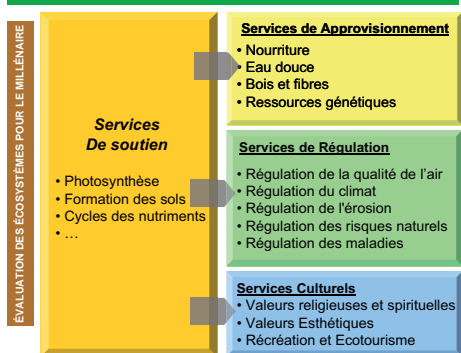 ÉVALUATION DES ÉCOSYSTÈMES POUR LE MILLÉNAIRE
Services
De soutien
• Photosynthèse
• Formation des sols
• Cycles des nutriments
• …
Services de Approvisionnement
• Nourriture
• Eau douce
• Bois et fibres
• Ressources génétiques
Services de Régulation
• Régulation de la qualité de l'air
• Régulation du climat
• Régulation de l'érosion
• Régulation des risques naturels
• Régulation des maladies
Services Culturels
• Valeurs religieuses et spirituelles
• Valeurs Esthétiques
• Récréation et Ecotourisme